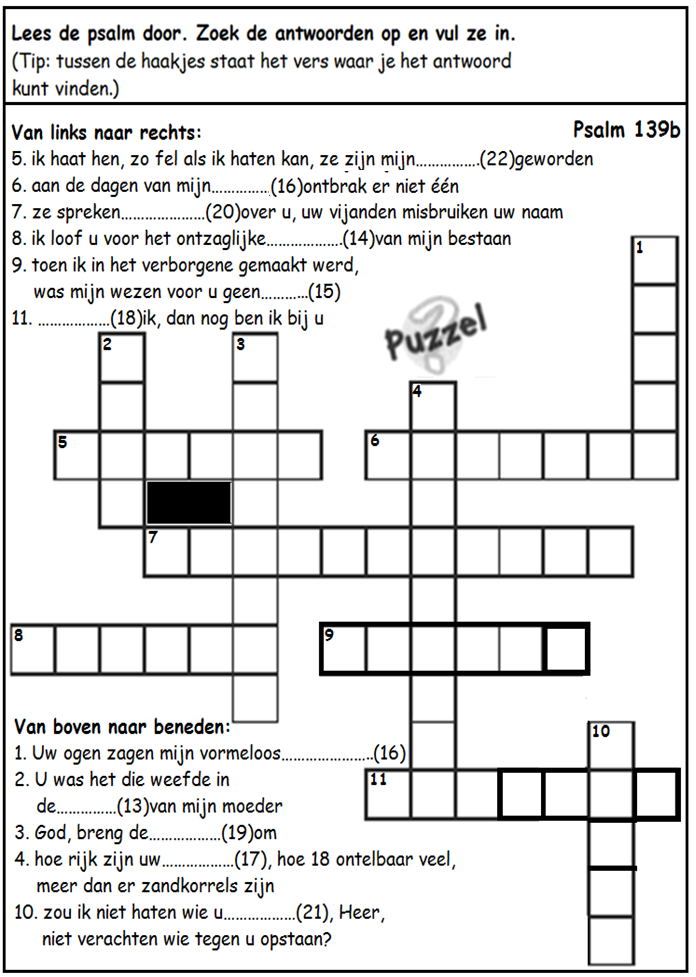 Lees de psalm door. Zoek de antwoorden op en vul ze in.
(Tip: tussen de haakjes staat het vers waar je het antwoord
kunt vinden.)
Van links naar rechts:
Psalm 139b
5. ik haat hen, zo fel als ik haten kan, ze zijn mijn................(22)geworden
6. aan de dagen van mijn...............(16)ontbrak er niet één
7. ze spreken.....................(20)over u, uw vijanden misbruiken uw naam
8. ik loof u voor het ontzaglijke...................(14)van mijn bestaan
9. toen ik in het verborgene gemaakt werd,
was mijn wezen voor u geen............(15)
11. ..................(18)ik, dan nog ben ik bij u
Puzzel
?
1
2
3
4
5
6
7
8
9
10
11
Van boven naar beneden:
1. Uw ogen zagen mijn vormeloos.......................(16)
2. U was het die weefde in
de...............(13)van mijn moeder
3. God, breng de..................(19)om
4. hoe rijk zijn uw..................(17), hoe 18 ontelbaar veel,
meer dan er zandkorrels zijn
10. zou ik niet haten wie u..................(21), Heer,
niet verachten wie tegen u opstaan?